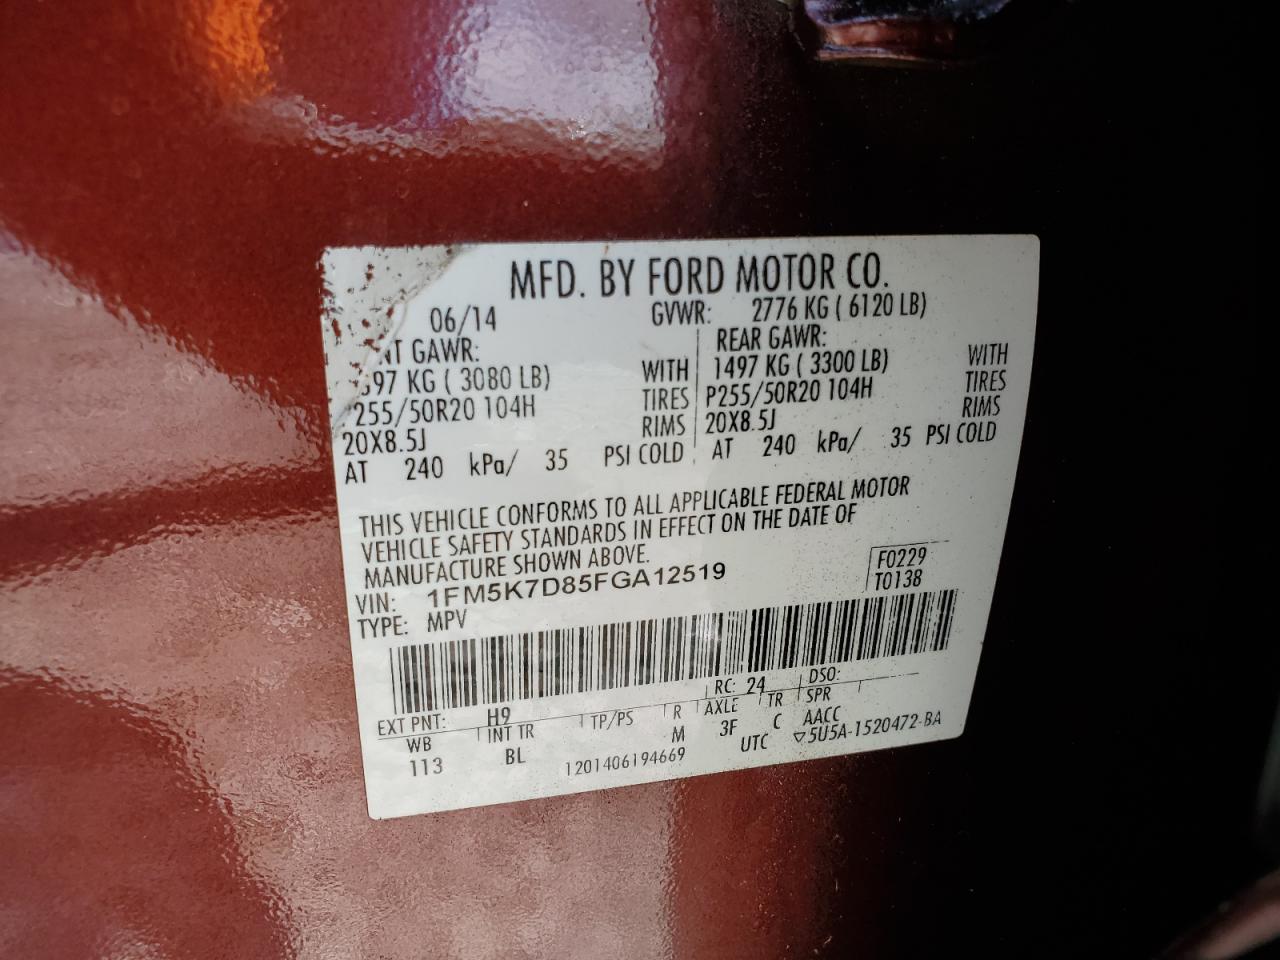 MFD. BY FORD MOTOR CO.
06/14 GVWR: 2776 KG ( 6120 LB)
NT GAWR: REAR GAWR:
397 KG ( 3080 LB) WITH 1497 KG ( 3300 LB) WITH
255/50R20 104H TIRES P255/50R20 104H TIRES
20X8.5J RIMS 20X8.5J RIMS
AT 240 kPa/ 35 PSI COLD AT 240 kPa/ 35 PSI COLD
THIS VEHICLE CONFORMS TO ALL APPLICABLE FEDERAL MOTOR
VEHICLE SAFETY STANDARDS IN EFFECT ON THE DATE OF
MANUFACTURE SHOWN ABOVE.
F0229
T0138
VIN: 1FM5K7D85FGA12519
TYPE: MPV
RC: 24 DSO:
EXT PNT: H9
WB INT TR TP/PS R AXLE TR SPR
113 BL M 3F C AACC
1201406194669 UTC ▽5U5A-1520472-BA